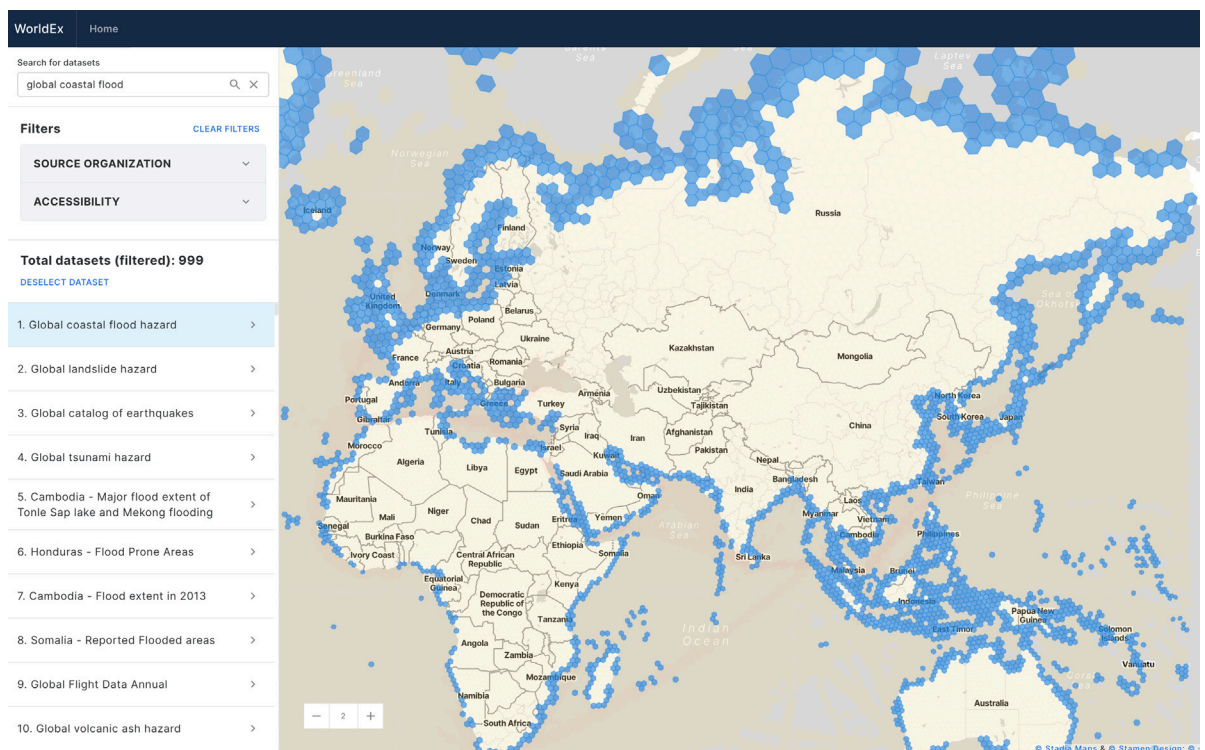 WorldEx
Home
Search for datasets
global coastal flood
Filters
CLEAR FILTERS
SOURCE ORGANIZATION
ACCESSIBILITY
Total datasets (filtered): 999
DESELECT DATASET
1. Global coastal flood hazard
2. Global landslide hazard
3. Global catalog of earthquakes
4. Global tsunami hazard
5. Cambodia - Major flood extent of
Tonle Sap lake and Mekong flooding
6. Honduras - Flood Prone Areas
7. Cambodia - Flood extent in 2013
8. Somalia - Reported Flooded areas
9. Global Flight Data Annual
10. Global volcanic ash hazard
Sea
Laptev
Sea
Greenland
Sea
Norwegian
Sea
Iceland
Russia
Finland
Norway
Sweden
Estonia
Latvia
Denmark
United
Kingdom
Belarus
Poland
Germany
Ukraine
Kazakhstan
Mongolia
Sea of
Okhotsk
France
Austria
Croatia
Romania
Andorra
Italy
Bulgaria
Portugal
Greece
Turkey
Armenia
Uzbekistan
Tajikistan
North Korea
South Korea
Japan
Gibraltar
Tunisia
Syria
Israel
Iraq
Iran
Afghanistan
China
Morocco
Algeria
Libya
Egypt
Kuwait
Pakistan
Nepal
Saudi Arabia
India
Bangladesh
Taiwan
Mauritania
Mali
Niger
Chad
Sudan
Eritrea
Yemen
Oman
Laos
Myanmar
Vietnam
Philippine
Sea
Senegal
Burkina Faso
Arabian
Sea
Cambodia
Philippines
Ivory Coast
Central African
Republic
Ethiopia
Somalia
Sri Lanka
Malaysia
Brunei
Equatorial
Guinea
Kenya
Democratic
Republic of
the Congo
Tanzania
Indonesia
Papua New
Guinea
East Timor
Solomon
Islands
Indian
Ocean
Angola
Zambia
Vanuatu
Mozambique
Coral
Sea
Namibia
Australia
South Africa
− 2 +
© Stadia Maps & © Stamen Design; ©